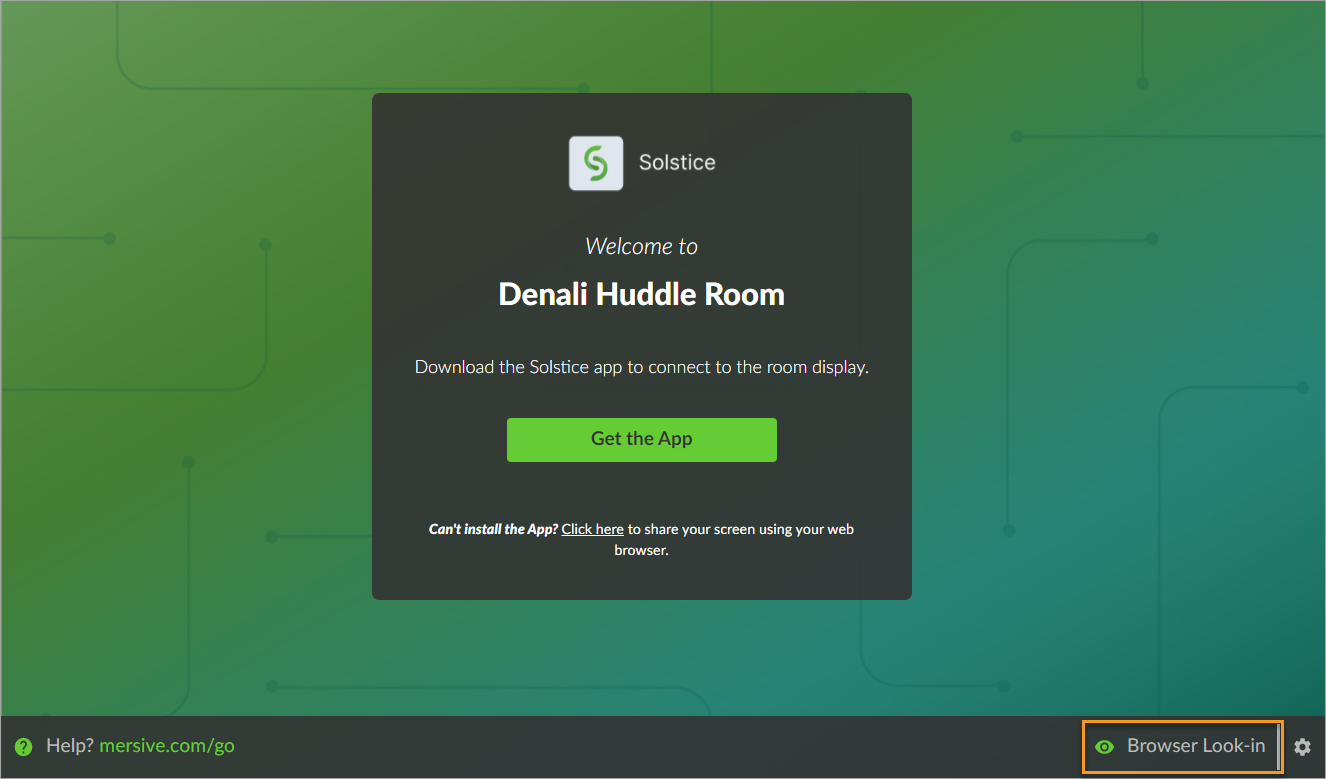 Solstice
Welcome to
Denali Huddle Room
Download the Solstice app to connect to the room display.
Get the App
Can't install the App? Click here to share your screen using your web
browser.
Help? mersive.com/go
Browser Look-in